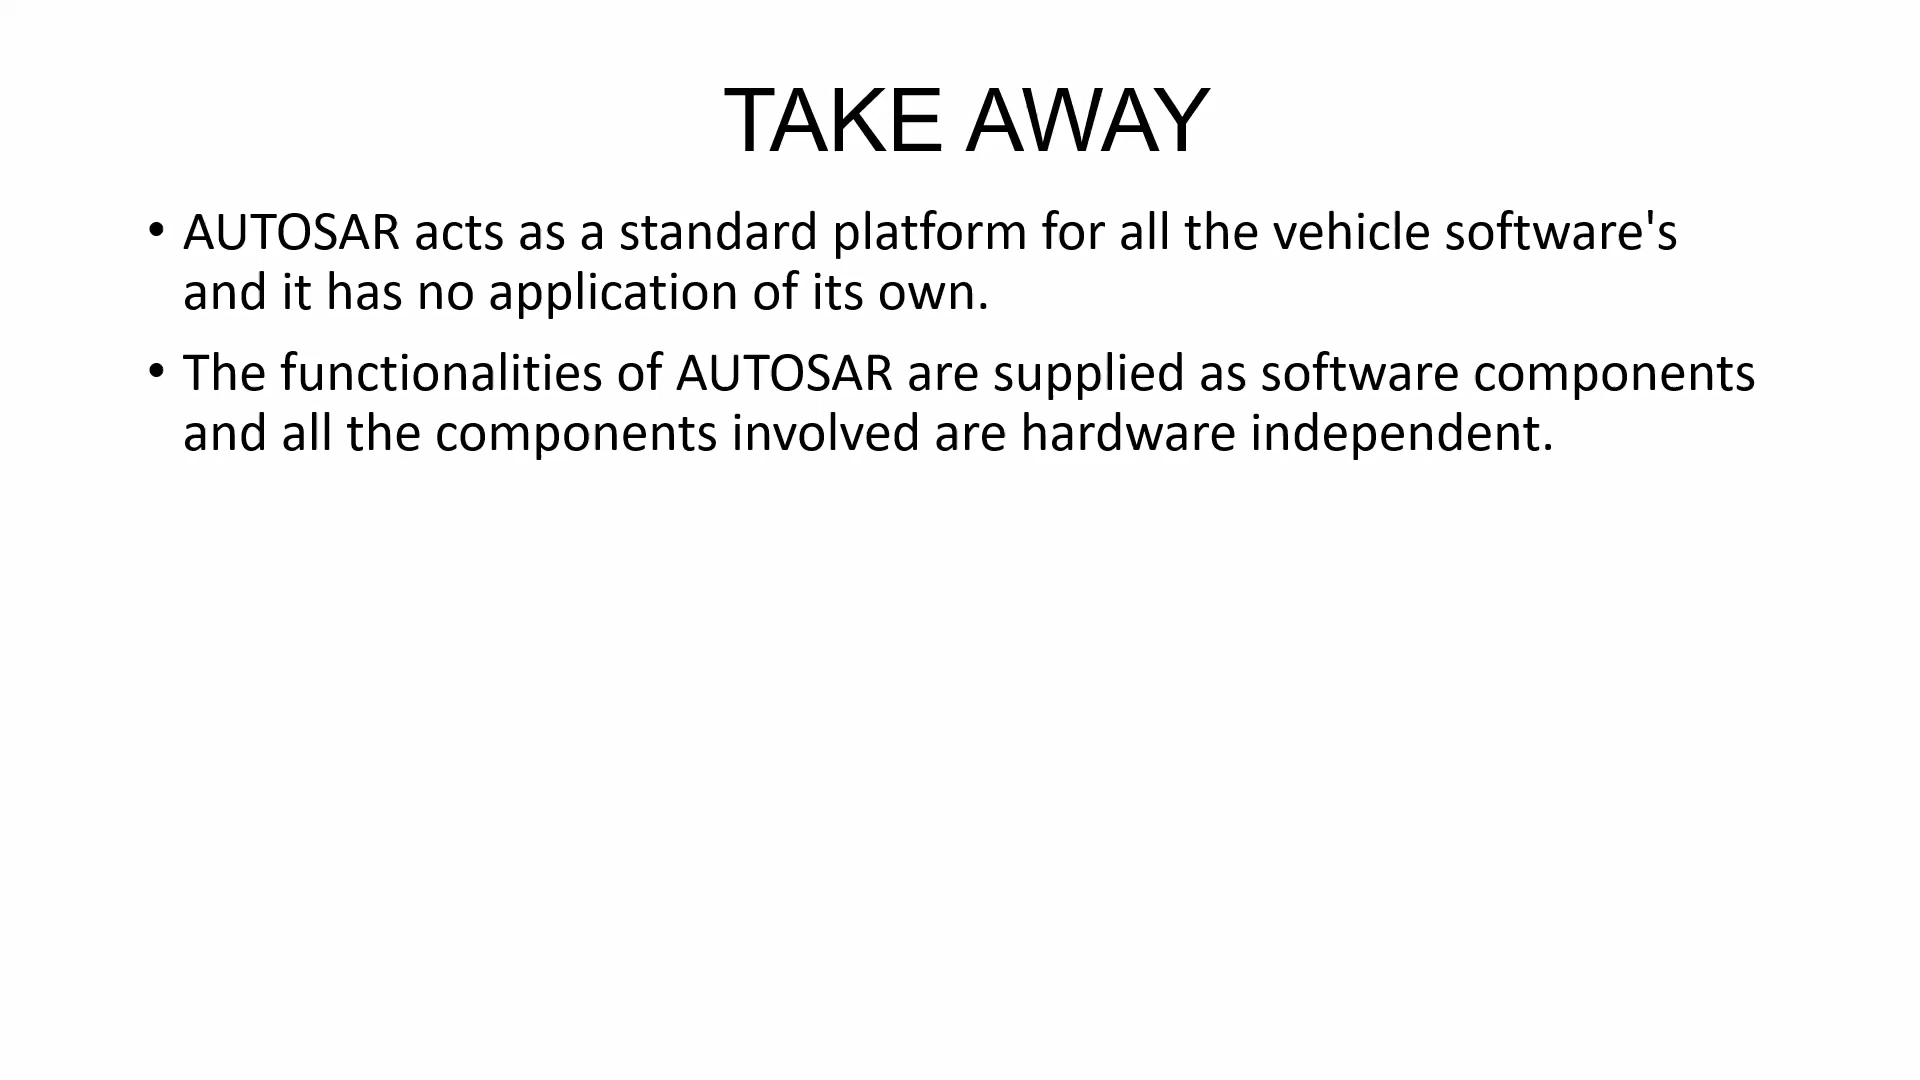 TAKE AWAY
• AUTOSAR acts as a standard platform for all the vehicle software's
and it has no application of its own.
• The functionalities of AUTOSAR are supplied as software components
and all the components involved are hardware independent.